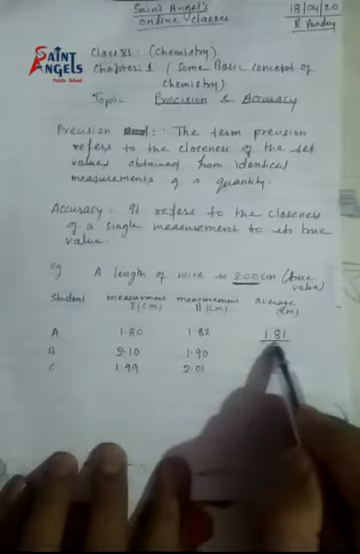 Saint Angel's
online classes
18/04/20
R Pandey
SAINT
ANGELS
Public School
Class XI: (Chemistry)
Chapter: 1 (Some Basic concept of
Chemistry)
Topic Precision & Accuracy
Precision : The term precision
refers to the closeness of the set
values obtained from identical
measurements of a quantity.
Accuracy: It refers to the closeness
of a single measurement to its true
value.
eg A length of wire is 2.00 cm (true
value)
Student measurement measurement average
(cm) II (cm) (cm)
A 1.80 1.82 1.81
B 2.10 1.90
C 1.99 2.01